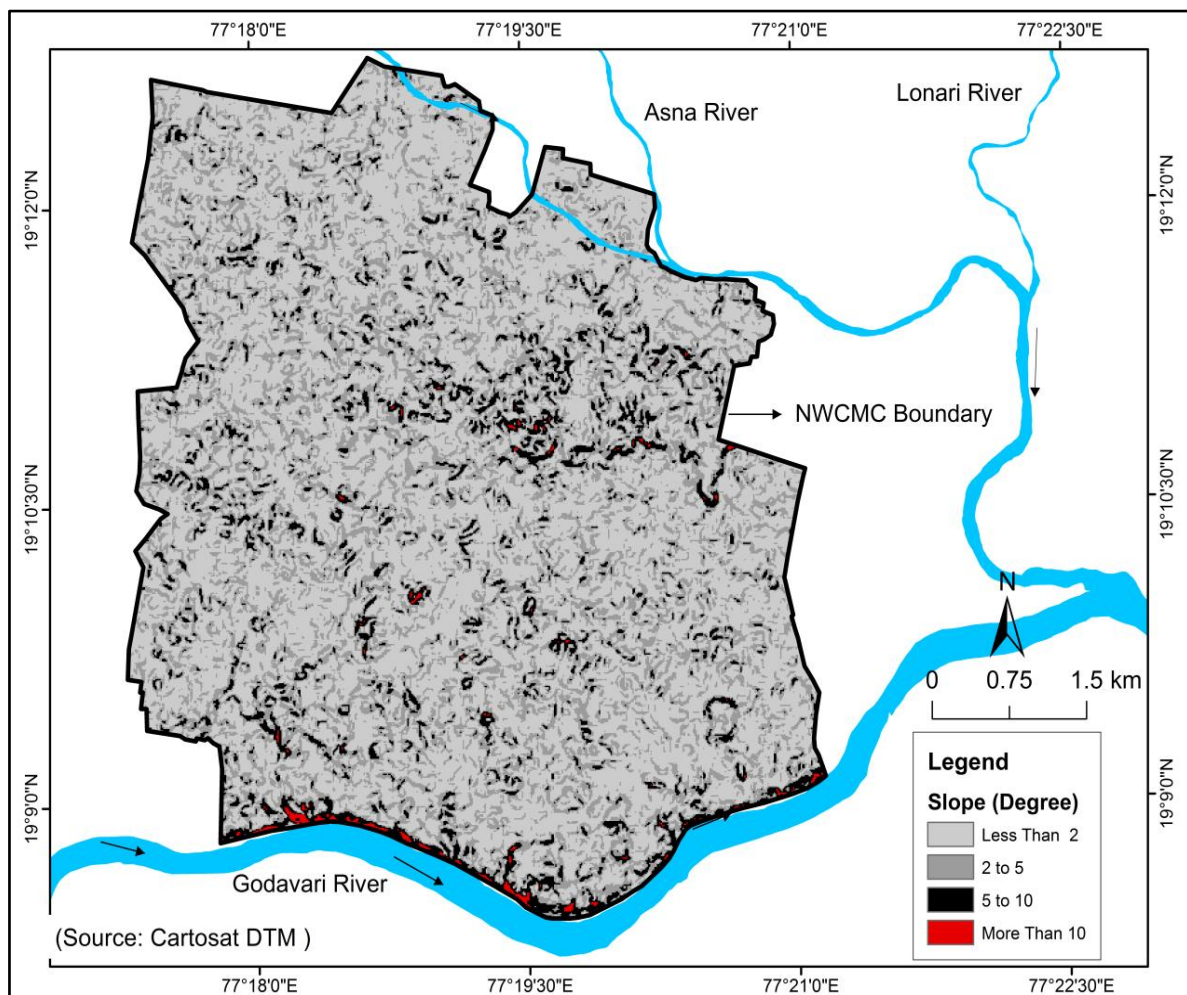 77°18'0"E 77°19'30"E 77°21'0"E 77°22'30"E
Lonari River
Asna River
19°12'0"N 19°12'0"N
NWCMC Boundary
19°10'30"N 19°10'30"N
N
0 0.75 1.5 km
Legend
Slope (Degree)
Less Than 2
2 to 5
5 to 10
More Than 10
19°9'0"N 19°9'0"N
Godavari River
(Source: Cartosat DTM )
77°18'0"E 77°19'30"E 77°21'0"E 77°22'30"E